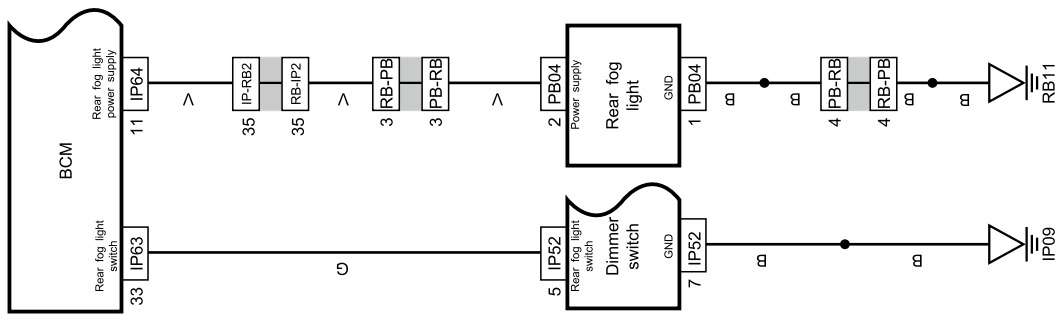 BCM
Rear fog light
power supply
IP64
11
V
IP-RB2
35
RB-IP2
35
V
RB-PB
3
PB-RB
3
V
PB04
2
Power supply
Rear fog
light
GND
PB04
1
B
B
PB-RB
4
RB-PB
4
B
B
RB11
Rear fog light
switch
IP63
33
G
IP52
5
Rear fog light
switch
Dimmer
switch
GND
IP52
7
B
B
IP09